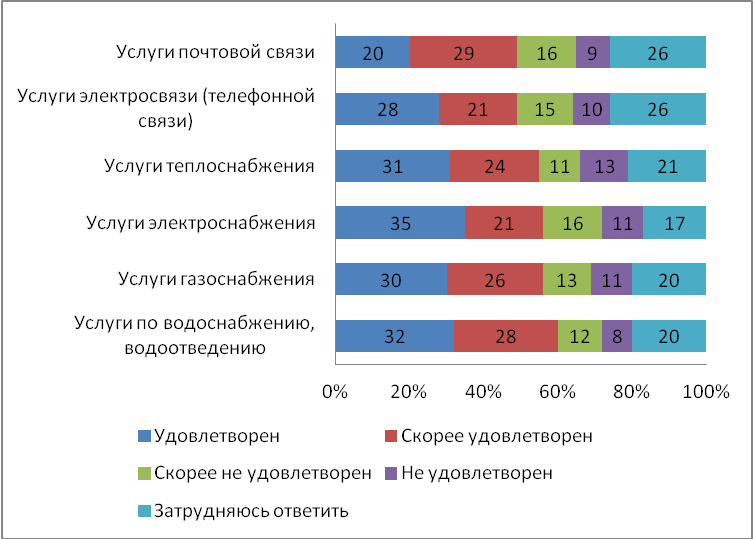 Услуги почтовой связи
20 29 16 9 26
Услуги электросвязи (телефонной
связи)
28 21 15 10 26
Услуги теплоснабжения
31 24 11 13 21
Услуги электроснабжения
35 21 16 11 17
Услуги газоснабжения
30 26 13 11 20
Услуги по водоснабжению,
водоотведению
32 28 12 8 20
0% 20% 40% 60% 80% 100%
Удовлетворен Скорее удовлетворен
Скорее не удовлетворен Не удовлетворен
Затрудняюсь ответить